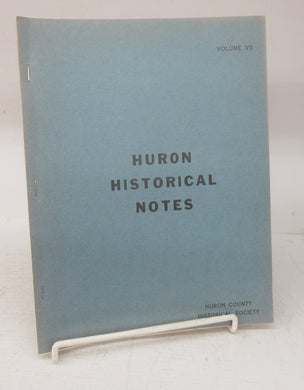 VOLUME VII
HURON
HISTORICAL
NOTES
HURON COUNTY
HISTORICAL SOCIETY